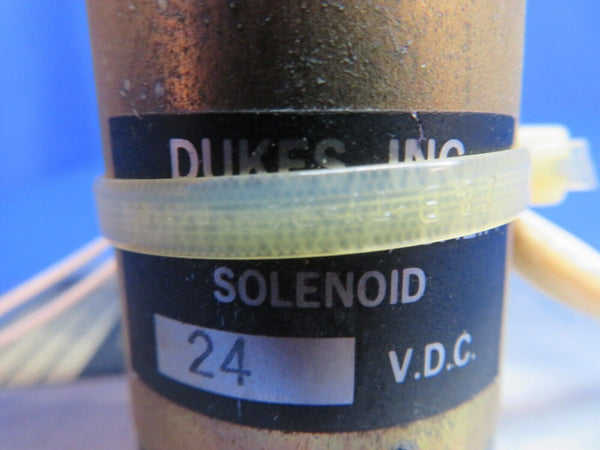 DUKES, INC.
SOLENOID
24 V.D.C.